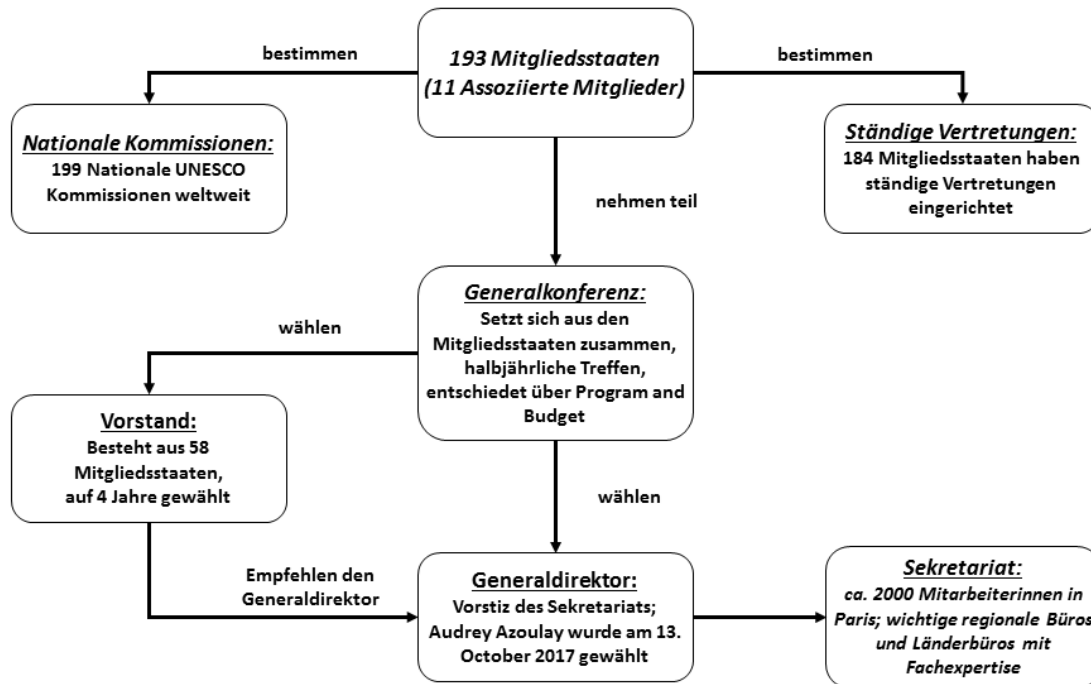 bestimmen
193 Mitgliedsstaaten
(11 Assoziierte Mitglieder)
bestimmen
Nationale Kommissionen:
199 Nationale UNESCO
Kommissionen weltweit
Ständige Vertretungen:
184 Mitgliedsstaaten haben
ständige Vertretungen
eingerichtet
nehmen teil
Generalkonferenz:
Setzt sich aus den
Mitgliedsstaaten zusammen,
halbjährliche Treffen,
entschiedet über Program and
Budget
wählen
Vorstand:
Besteht aus 58
Mitgliedsstaaten,
auf 4 Jahre gewählt
wählen
Empfehlen den
Generaldirektor
Generaldirektor:
Vorstiz des Sekretariats;
Audrey Azoulay wurde am 13.
October 2017 gewählt
Sekretariat:
ca. 2000 Mitarbeiterinnen in
Paris; wichtige regionale Büros
und Länderbüros mit
Fachexpertise